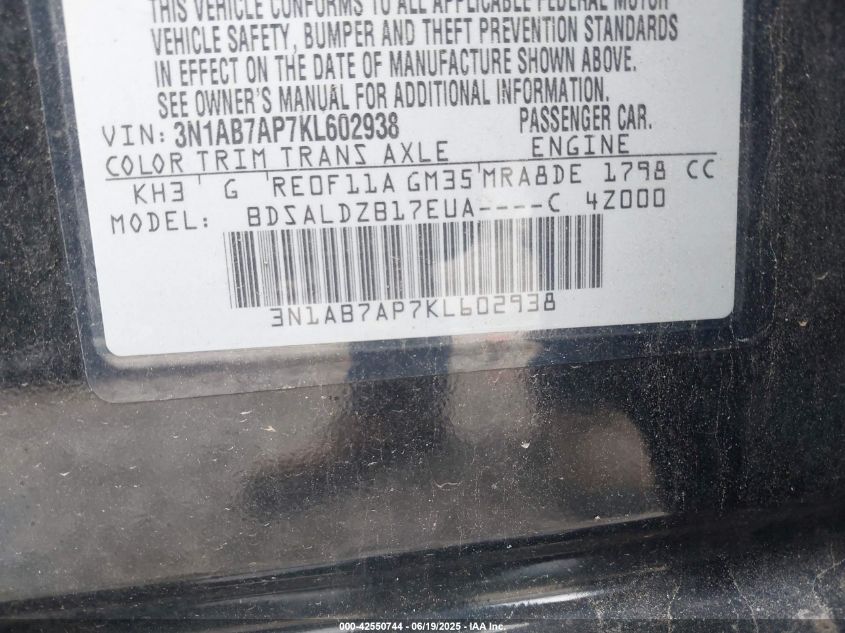 THIS VEHICLE CONFORMS TO ALL APPLICABLE FEDERAL MOTOR
VEHICLE SAFETY, BUMPER AND THEFT PREVENTION STANDARDS
IN EFFECT ON THE DATE OF MANUFACTURE SHOWN ABOVE.
SEE OWNER'S MANUAL FOR ADDITIONAL INFORMATION.
VIN: 3N1AB7AP7KL602938 PASSENGER CAR.
COLOR TRIM TRANS AXLE ENGINE
KH3 G RE0F11A GM35 MRA8DE 1798 CC
MODEL: BDSALDZB17EUA----C 4Z000
3N1AB7AP7KL602938
000-42550744 - 06/19/2025 - IAA Inc.